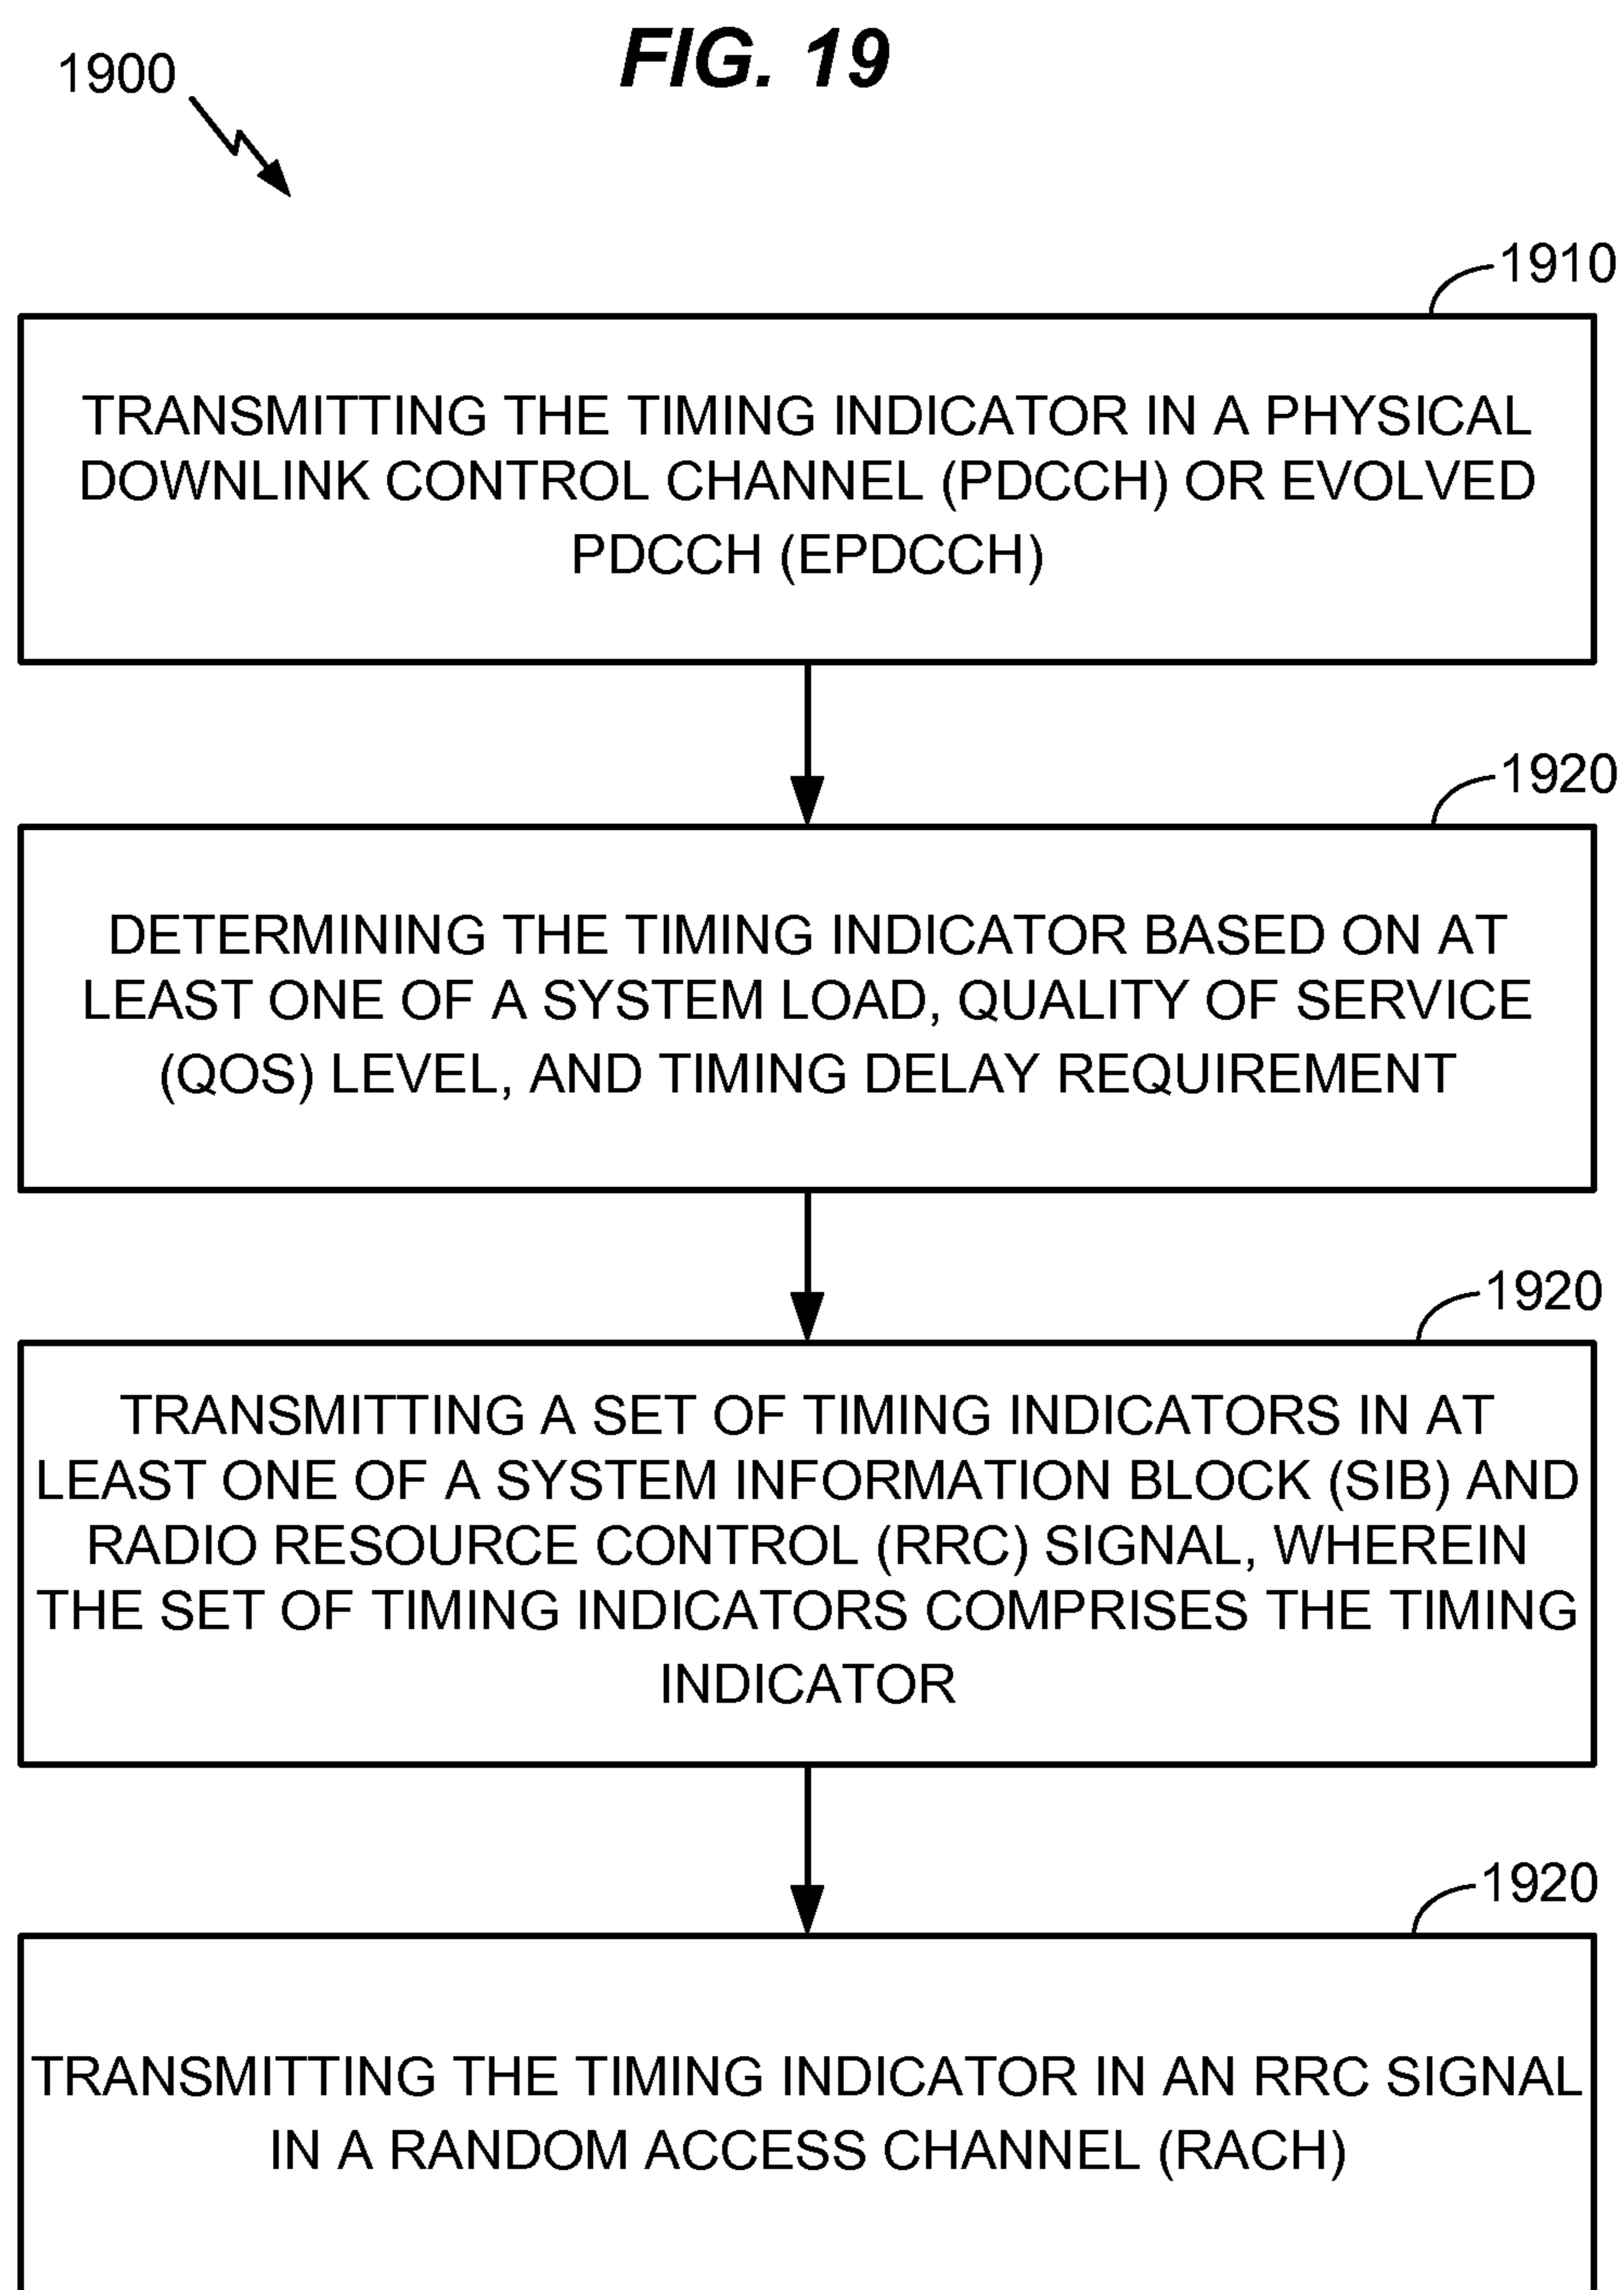 FIG. 19
1900
1910
TRANSMITTING THE TIMING INDICATOR IN A PHYSICAL
DOWNLINK CONTROL CHANNEL (PDCCH) OR EVOLVED
PDCCH (EPDCCH)
1920
DETERMINING THE TIMING INDICATOR BASED ON AT
LEAST ONE OF A SYSTEM LOAD, QUALITY OF SERVICE
(QOS) LEVEL, AND TIMING DELAY REQUIREMENT
1920
TRANSMITTING A SET OF TIMING INDICATORS IN AT
LEAST ONE OF A SYSTEM INFORMATION BLOCK (SIB) AND
RADIO RESOURCE CONTROL (RRC) SIGNAL, WHEREIN
THE SET OF TIMING INDICATORS COMPRISES THE TIMING
INDICATOR
1920
TRANSMITTING THE TIMING INDICATOR IN AN RRC SIGNAL
IN A RANDOM ACCESS CHANNEL (RACH)